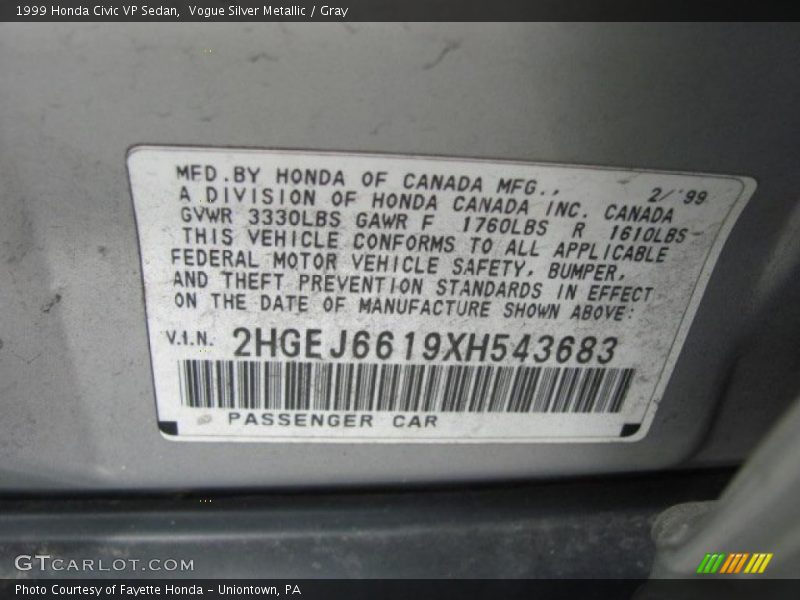 1999 Honda Civic VP Sedan,  Vogue Silver Metallic / Gray
MFD.BY HONDA OF CANADA MFG., 2/'99
A DIVISION OF HONDA CANADA INC. CANADA
GVWR 3330LBS GAWR F 1760LBS R 1610LBS
THIS VEHICLE CONFORMS TO ALL APPLICABLE
FEDERAL MOTOR VEHICLE SAFETY, BUMPER,
AND THEFT PREVENTION STANDARDS IN EFFECT
ON THE DATE OF MANUFACTURE SHOWN ABOVE:
V.I.N. 2HGEJ6619XH543683
PASSENGER CAR
GTCARLOT.COM
Photo Courtesy of Fayette Honda - Uniontown, PA